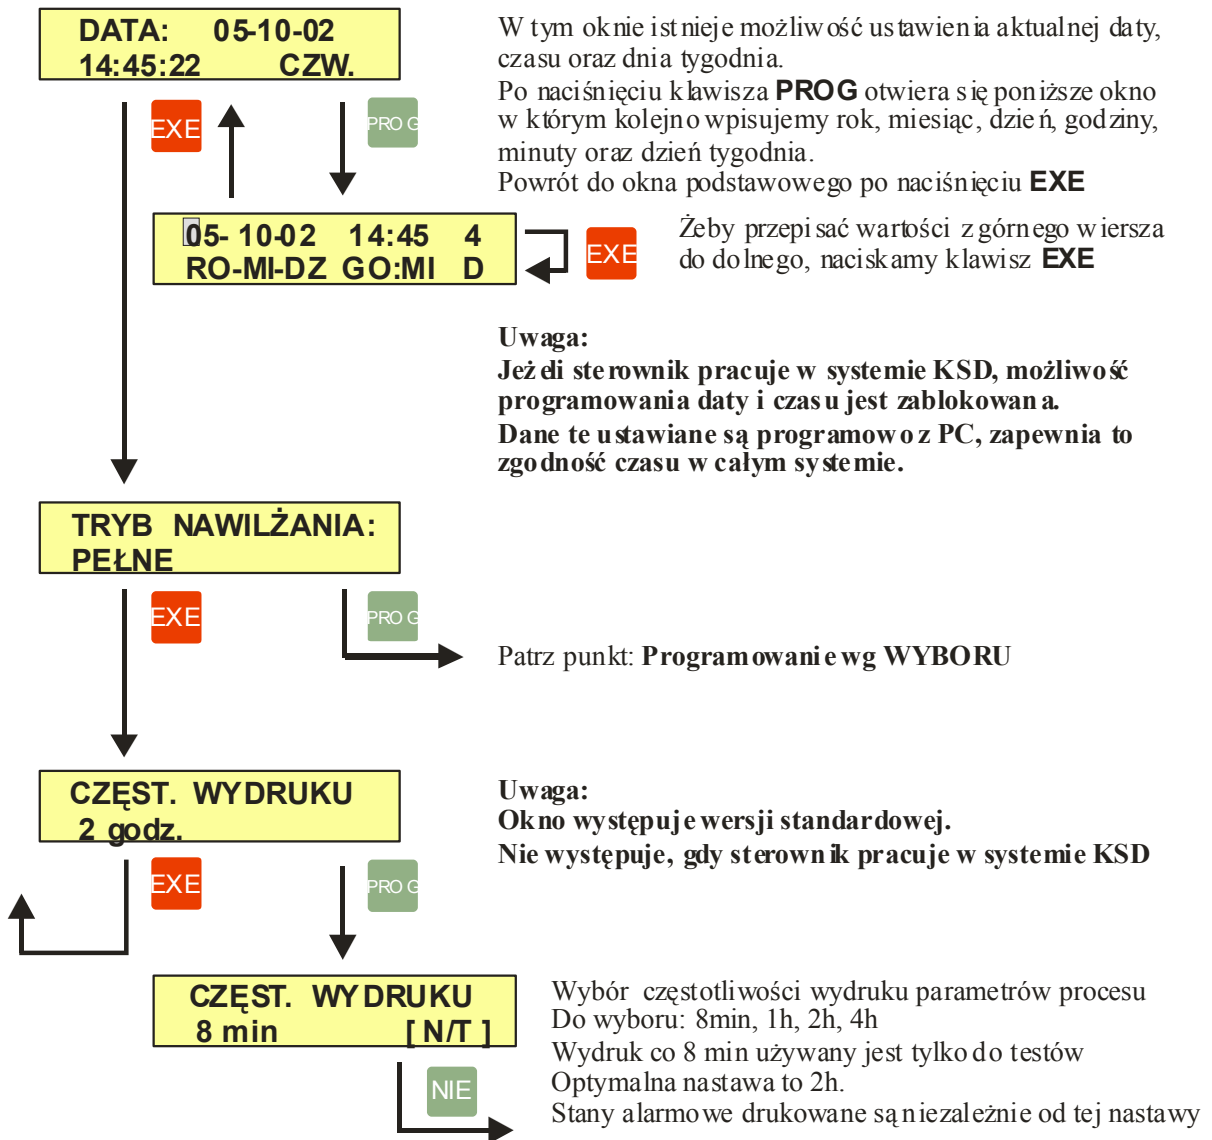 DATA: 05-10-02
14:45:22 CZW.
W tym oknie istnieje możliwość ustawienia aktualnej daty,
czasu oraz dnia tygodnia.
Po naciśnięciu klawisza PROG otwiera się poniższe okno
w którym kolejno wpisujemy rok, miesiąc, dzień, godziny,
minuty oraz dzień tygodnia.
Powrót do okna podstawowego po naciśnięciu EXE
EXE
PROG
05-10-02 14:45 4
RO-MI-DZ GO:MI D
EXE
Żeby przepisać wartości z górnego wiersza
do dolnego, naciskamy klawisz EXE
Uwaga:
Jeżeli sterownik pracuje w systemie KSD, możliwość
programowania daty i czasu jest zablokowana.
Dane te ustawiane są programowo z PC, zapewnia to
zgodność czasu w całym systemie.
TRYB NAWILŻANIA:
PEŁNE
EXE
PROG
Patrz punkt: Programowanie wg WYBORU
CZĘST. WYDRUKU
2 godz.
Uwaga:
Okno występuje wersji standardowej.
Nie występuje, gdy sterownik pracuje w systemie KSD
EXE
PROG
CZĘST. WYDRUKU
8 min [ N/T ]
Wybór częstotliwości wydruku parametrów procesu
Do wyboru: 8min, 1h, 2h, 4h
Wydruk co 8 min używany jest tylko do testów
Optymalna nastawa to 2h.
Stany alarmowe drukowane są niezależnie od tej nastawy
NIE